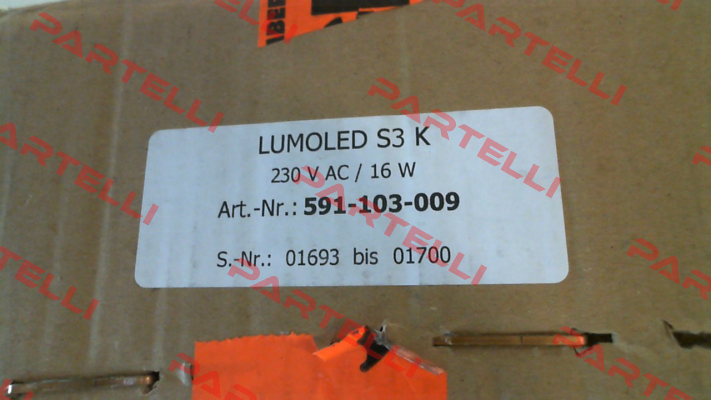 LUMOLED S3 K
230 V AC / 16 W
Art.-Nr.: 591-103-009
S.-Nr.: 01693 bis 01700
PARTELLI
PARTELLI
PARTELLI
PARTELLI
PARTELLI
PARTELLI
PARTELLI